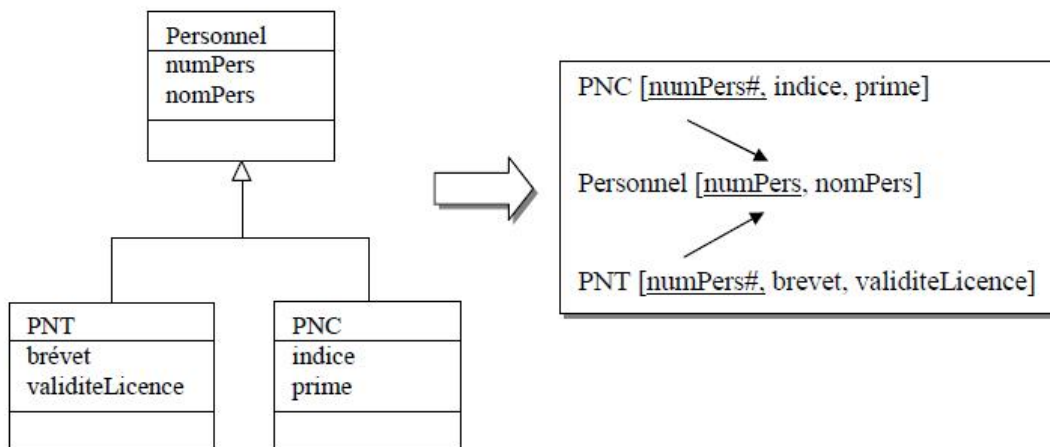 Personnel
numPers
nomPers
PNT
brévet
validiteLicence
PNC
indice
prime
PNC [numPers#, indice, prime]
Personnel [numPers, nomPers]
PNT [numPers#, brevet, validiteLicence]